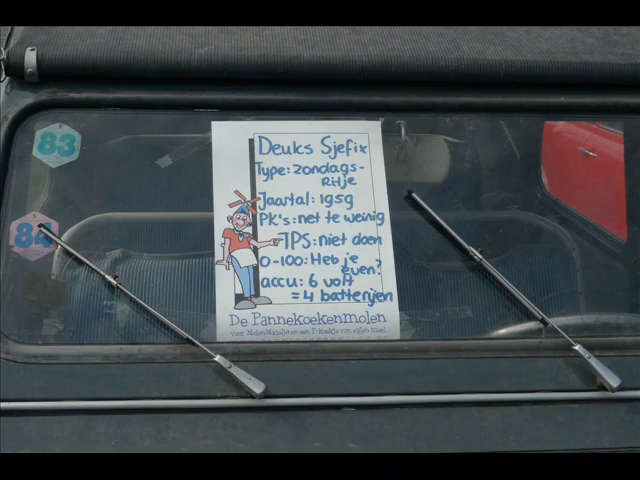 83
84
Deuks Sjefix
Type: zondags-
Ritje
Jaartal: 1959
PK's: net te weinig
TPS: niet doen
0-100: Heb je
even?
accu: 6 volt
= 4 batterijen
De Pannekoekenmolen